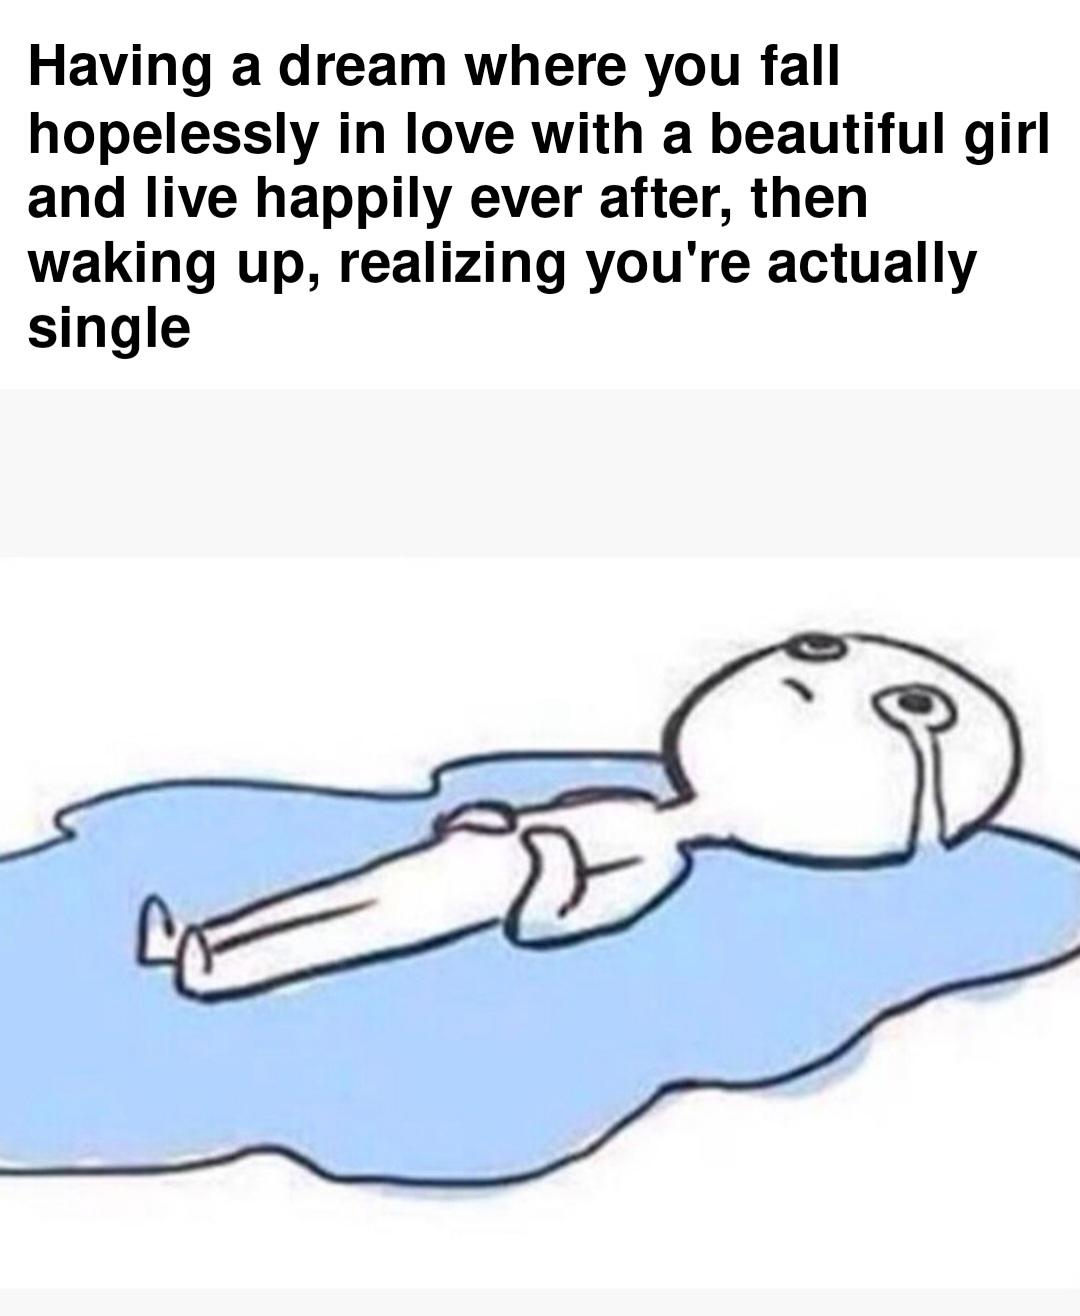 Having a dream where you fall
hopelessly in love with a beautiful girl
and live happily ever after, then
waking up, realizing you're actually
single